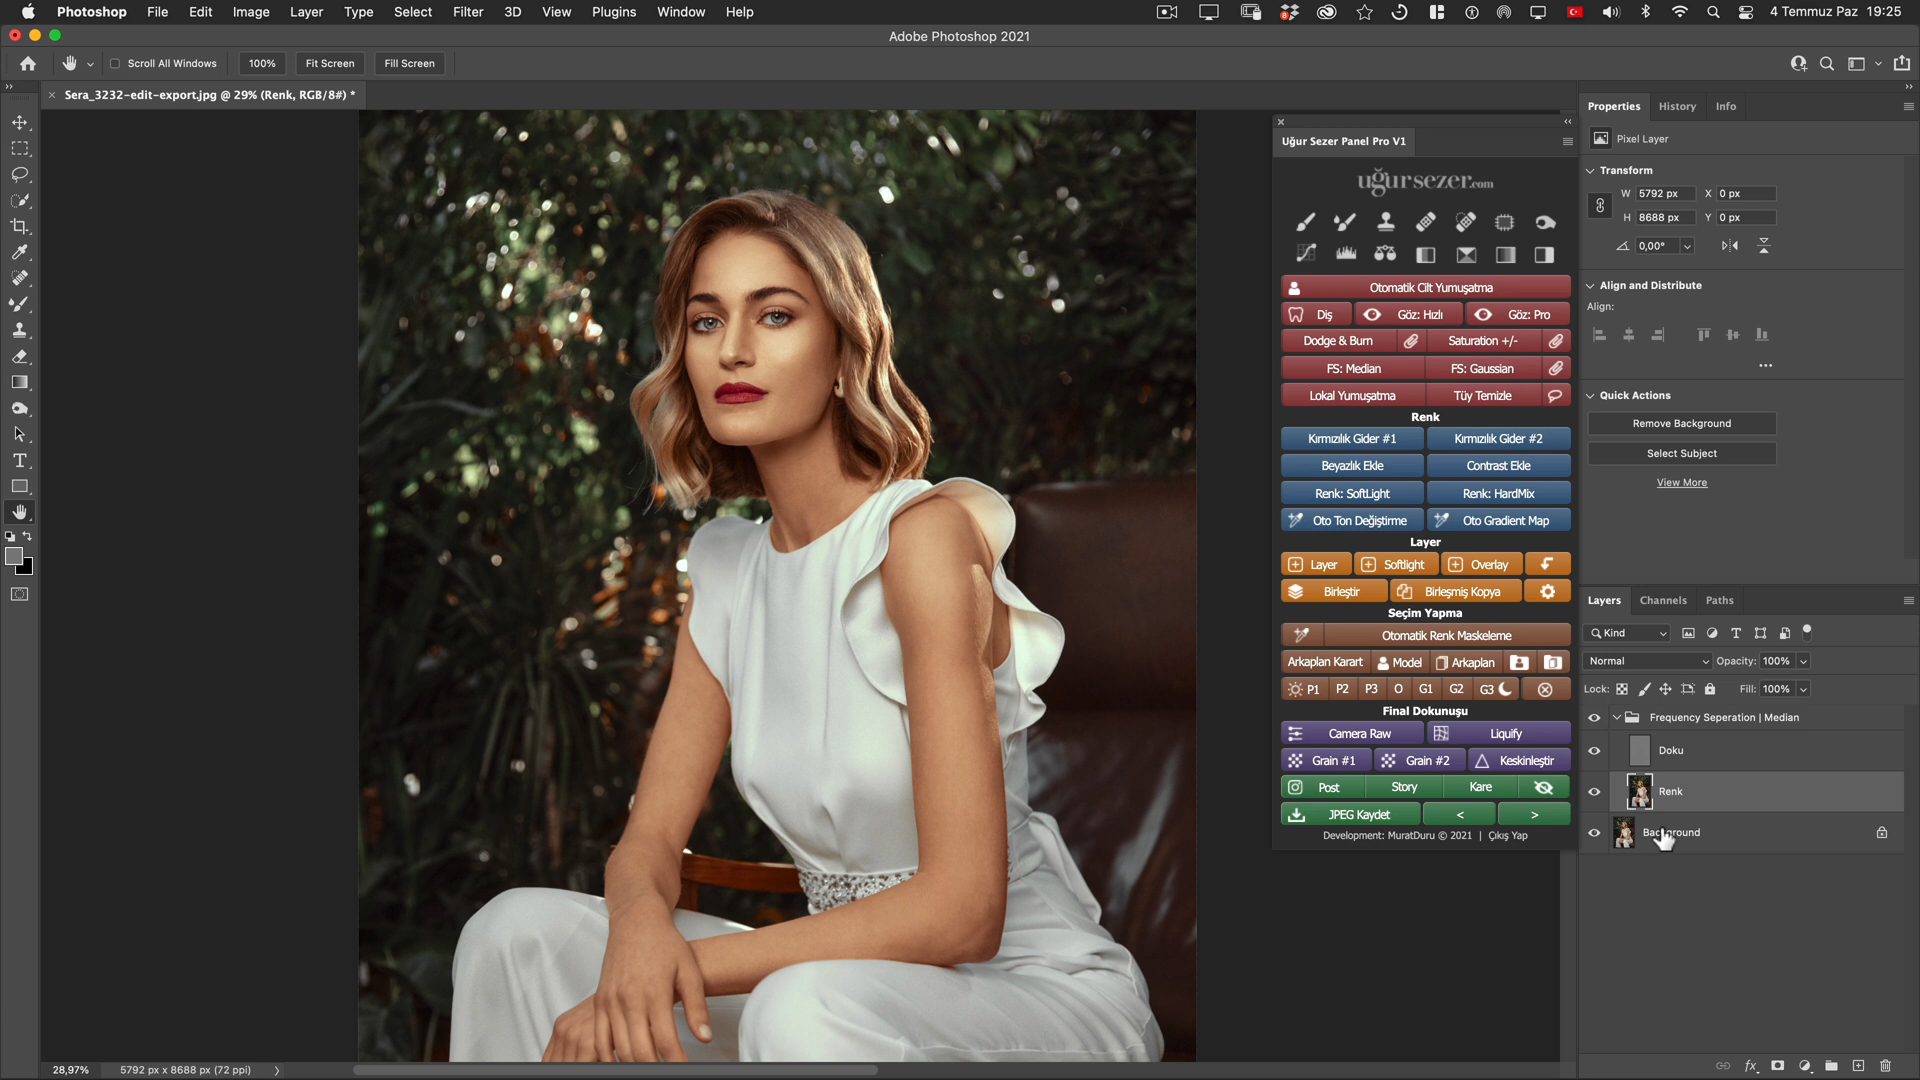 Photoshop File Edit Image Layer Type Select Filter 3D View Plugins Window Help 4 Temmuz Paz 19:25
Adobe Photoshop 2021
Scroll All Windows 100% Fit Screen Fill Screen
Sera_3232-edit-export.jpg @ 29% (Renk, RGB/8#) *
Uğur Sezer Panel Pro V1
uğursezer.com
Otomatik Cilt Yumuşatma
Diş Göz: Hızlı Göz: Pro
Dodge & Burn Saturation +/-
FS: Median FS: Gaussian
Lokal Yumuşatma Tüy Temizle
Renk
Kırmızılık Gider #1 Kırmızılık Gider #2
Beyazlık Ekle Contrast Ekle
Renk: SoftLight Renk: HardMix
Oto Ton Değiştirme Oto Gradient Map
Layer
Layer Softlight Overlay
Birleştir Birleşmiş Kopya
Seçim Yapma
Otomatik Renk Maskeleme
Arkaplan Karart Model Arkaplan
P1 P2 P3 O G1 G2 G3
Final Dokunuşu
Camera Raw Liquify
Grain #1 Grain #2 Keskinleştir
Post Story Kare
JPEG Kaydet < >
Development: MuratDuru © 2021 | Çıkış Yap
Properties History Info
Pixel Layer
Transform
W 5792 px X 0 px
H 8688 px Y 0 px
0,00°
Align and Distribute
Align:
Quick Actions
Remove Background
Select Subject
View More
Layers Channels Paths
Kind
Normal Opacity: 100%
Lock: Fill: 100%
Frequency Seperation | Median
Doku
Renk
Background
28,97% 5792 px x 8688 px (72 ppi)